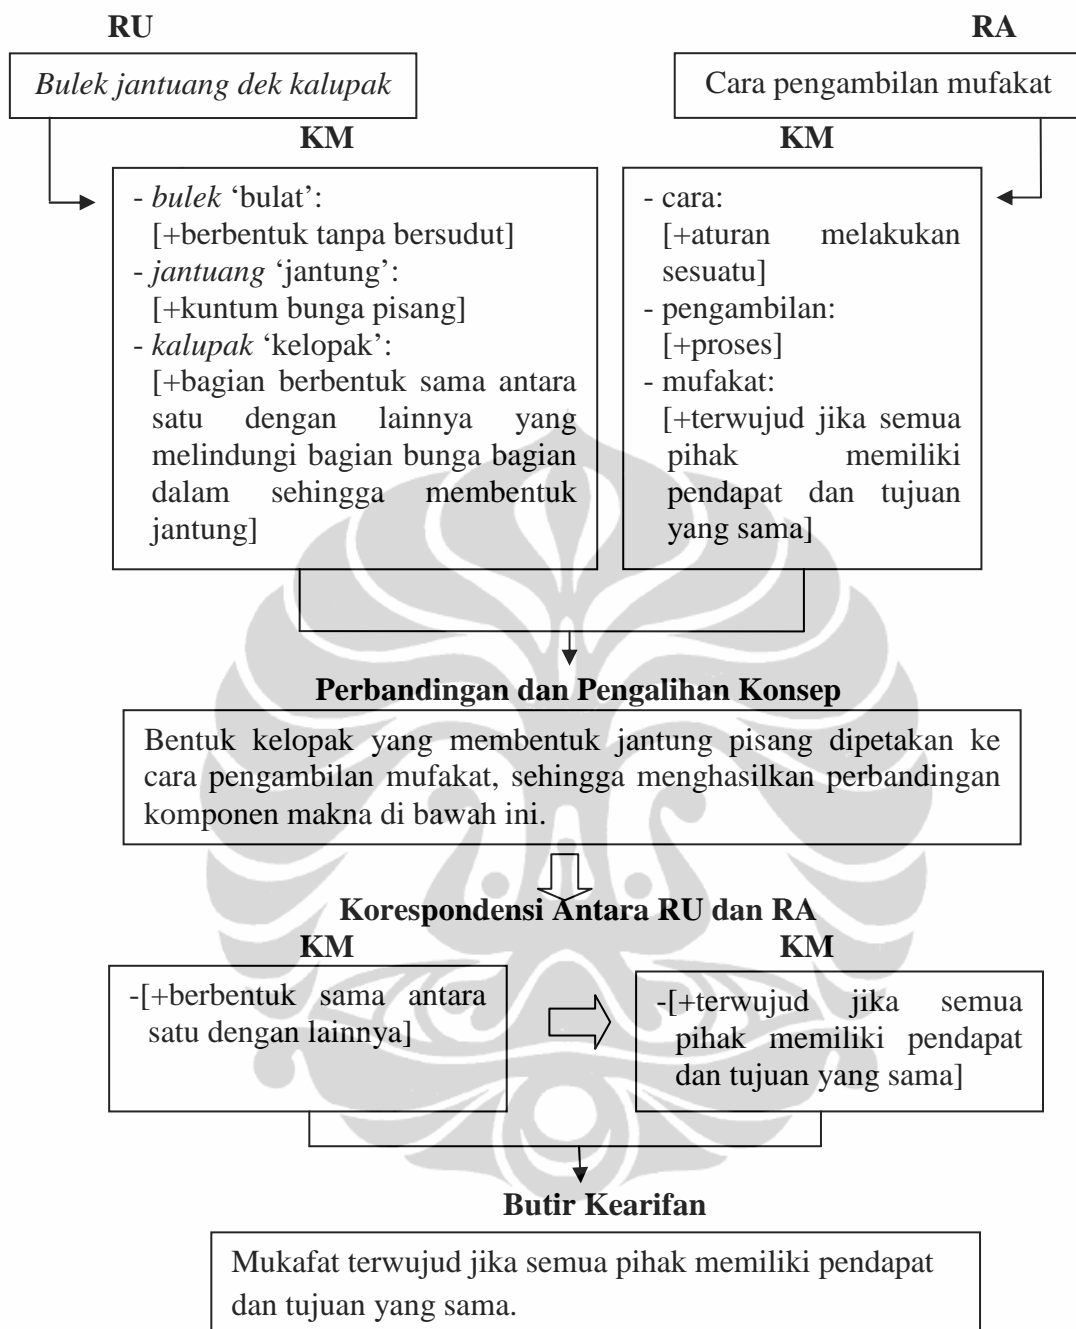 RU
RA
Bulek jantuang dek kalupak
Cara pengambilan mufakat
KM
KM
- bulek ‘bulat’:
[+berbentuk tanpa bersudut]
- jantuang ‘jantung’:
[+kuntum bunga pisang]
- kalupak ‘kelopak’:
[+bagian berbentuk sama antara
satu dengan lainnya yang
melindungi bagian bunga bagian
dalam sehingga membentuk
jantung]
- cara:
[+aturan melakukan
sesuatu]
- pengambilan:
[+proses]
- mufakat:
[+terwujud jika semua
pihak memiliki
pendapat dan tujuan
yang sama]
Perbandingan dan Pengalihan Konsep
Bentuk kelopak yang membentuk jantung pisang dipetakan ke
cara pengambilan mufakat, sehingga menghasilkan perbandingan
komponen makna di bawah ini.
Korespondensi Antara RU dan RA
KM
KM
-[+berbentuk sama antara
satu dengan lainnya]
-[+terwujud jika semua
pihak memiliki pendapat
dan tujuan yang sama]
Butir Kearifan
Mukafat terwujud jika semua pihak memiliki pendapat
dan tujuan yang sama.